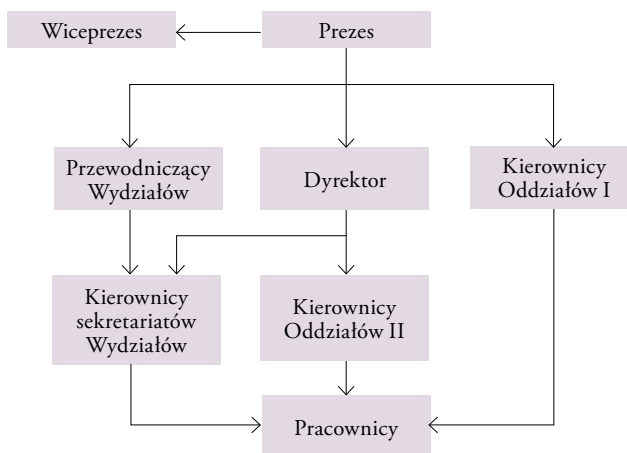 Wiceprezes
Prezes
Przewodniczący
Wydziałów
Dyrektor
Kierownicy
Oddziałów I
Kierownicy
sekretariatów
Wydziałów
Kierownicy
Oddziałów II
Pracownicy